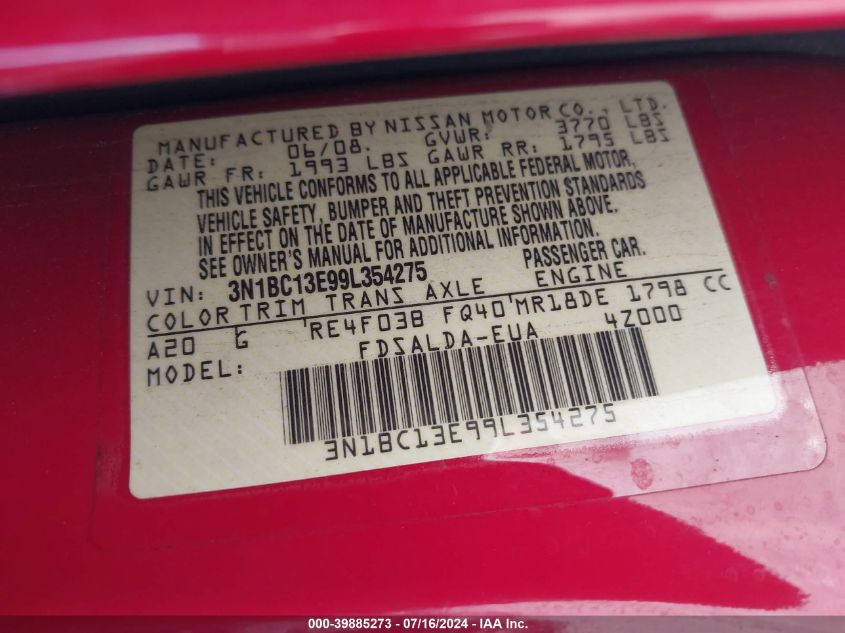 MANUFACTURED BY NISSAN MOTOR CO., LTD.
DATE: 06/08. GVWR: 3770 LBS
GAWR FR: 1993 LBS GAWR RR: 1795 LBS
THIS VEHICLE CONFORMS TO ALL APPLICABLE FEDERAL MOTOR,
VEHICLE SAFETY, BUMPER AND THEFT PREVENTION STANDARDS
IN EFFECT ON THE DATE OF MANUFACTURE SHOWN ABOVE.
SEE OWNER'S MANUAL FOR ADDITIONAL INFORMATION.
VIN: 3N1BC13E99L354275 PASSENGER CAR.
COLOR TRIM TRANS AXLE ENGINE
A20 G RE4F03B FQ40 MR18DE 1798 CC
MODEL: FDSALDA-EUA 4Z000
3N1BC13E99L354275
000-39885273 - 07/16/2024 - IAA Inc.